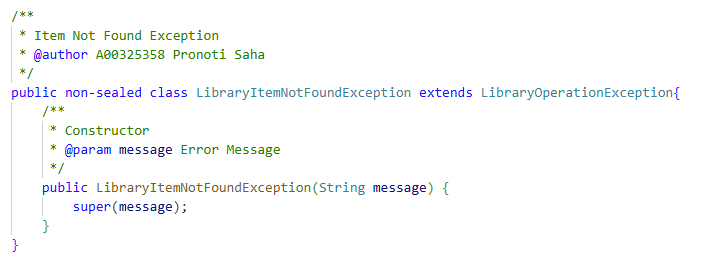 /**
 * Item Not Found Exception
 * @author A00325358 Pronoti Saha
 */
public non-sealed class LibraryItemNotFoundException extends LibraryOperationException{
    /**
     * Constructor
     * @param message Error Message
     */
    public LibraryItemNotFoundException(String message) {
        super(message);
    }
}